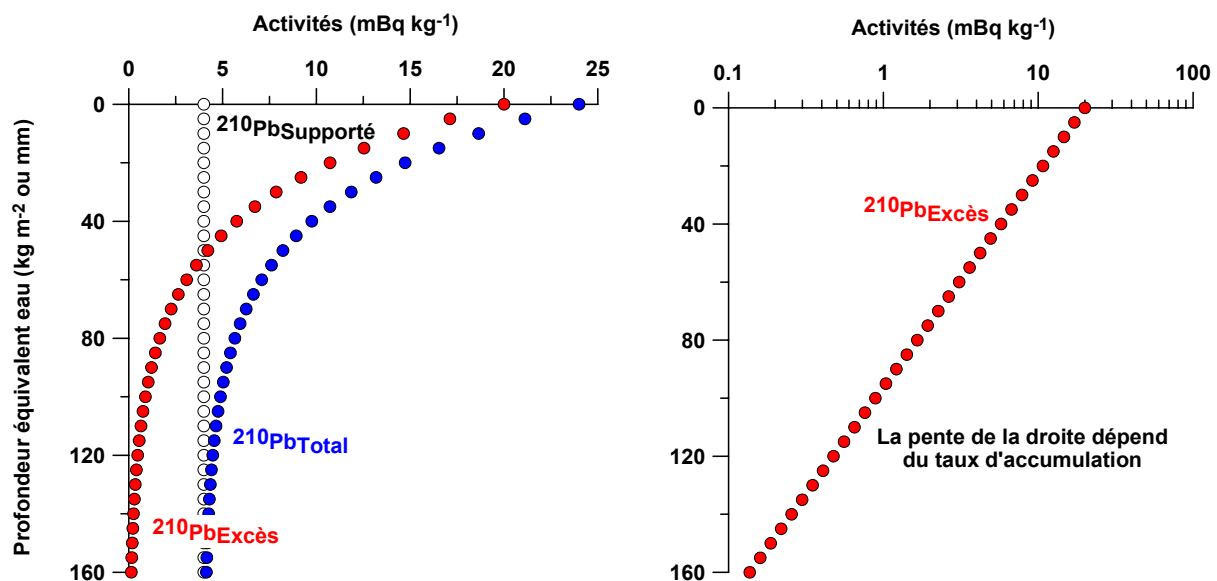 Activités (mBq kg-1)
0 5 10 15 20 25
0
40
80
120
160
Profondeur équivalent eau (kg m-2 ou mm)
210PbSupporté
210PbTotal
210PbExcès
Activités (mBq kg-1)
0.1 1 10 100
0
40
80
120
160
210PbExcès
La pente de la droite dépend
du taux d'accumulation